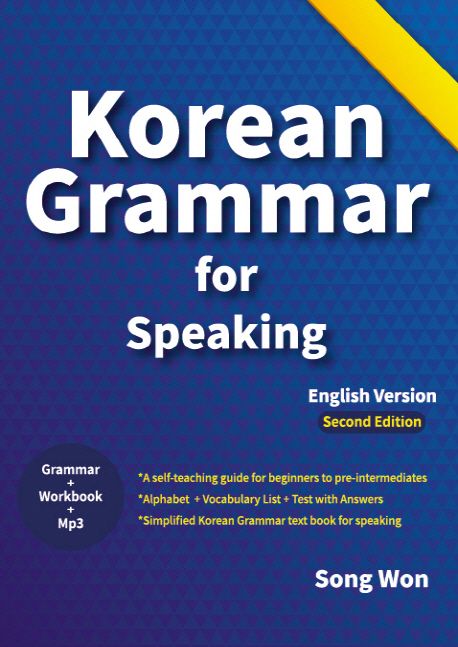 Korean
Grammar
for
Speaking
English Version
Second Edition
Grammar
+
Workbook
+
Mp3
*A self-teaching guide for beginners to pre-intermediates
*Alphabet + Vocabulary List + Test with Answers
*Simplified Korean Grammar text book for speaking
Song Won